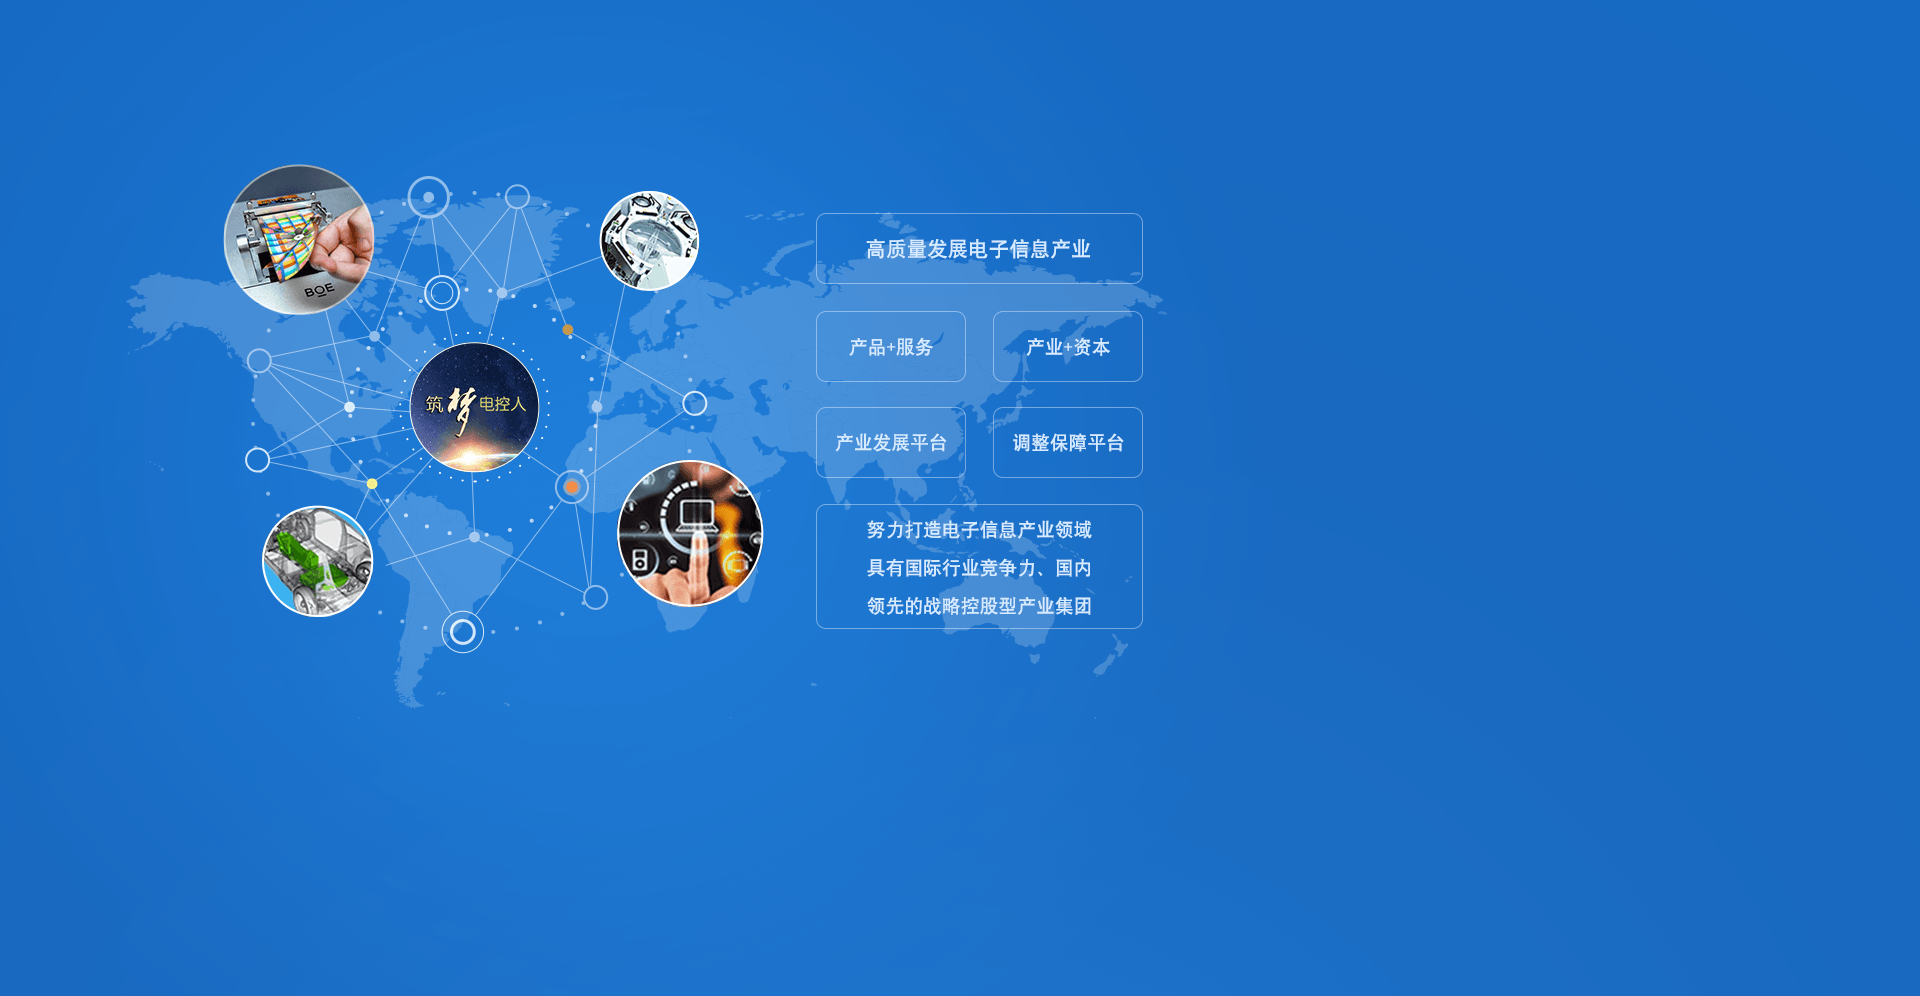 BOE
筑梦电控人
高质量发展电子信息产业
产品+服务
产业+资本
产业发展平台
调整保障平台
努力打造电子信息产业领域
具有国际行业竞争力、国内
领先的战略控股型产业集团